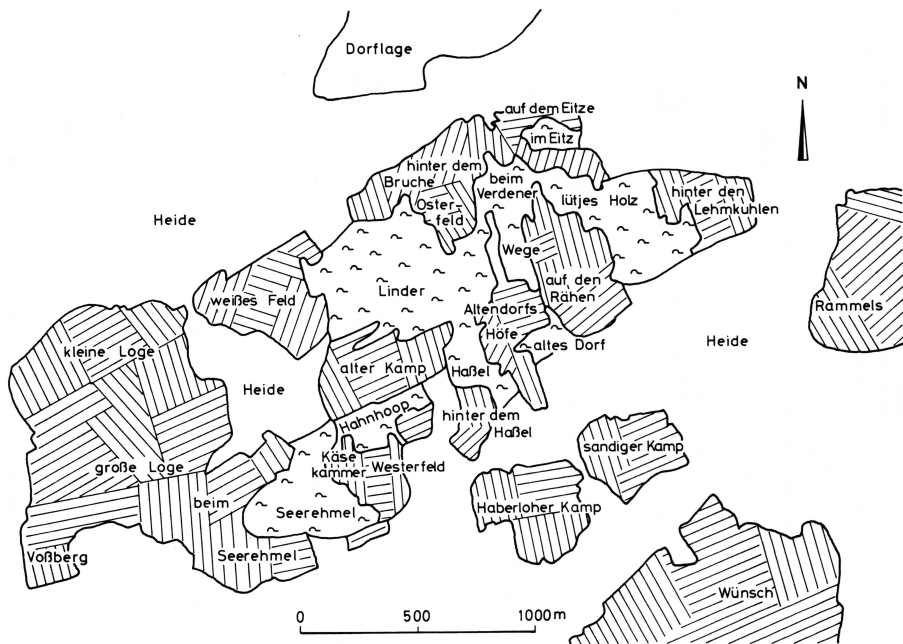 Dorflage
N
auf dem Eitze
im Eitz
hinter dem
Bruche
beim
Verdener
Oster-
-feld
lütjes Holz
hinter den
Lehmkuhlen
Heide
Wege
weißes Feld
Linder
auf den
Rähen
Rammels
Altendorfs
Höfe
altes Dorf
Heide
kleine Loge
alter Kamp
Haßel
Heide
Hahnhoop
hinter dem
Haßel
sandiger Kamp
große Loge
Käse
kammer
Westerfeld
beim
Seerehmel
Haberloher Kamp
Voßberg
Seerehmel
Wünsch
0 500 1000 m